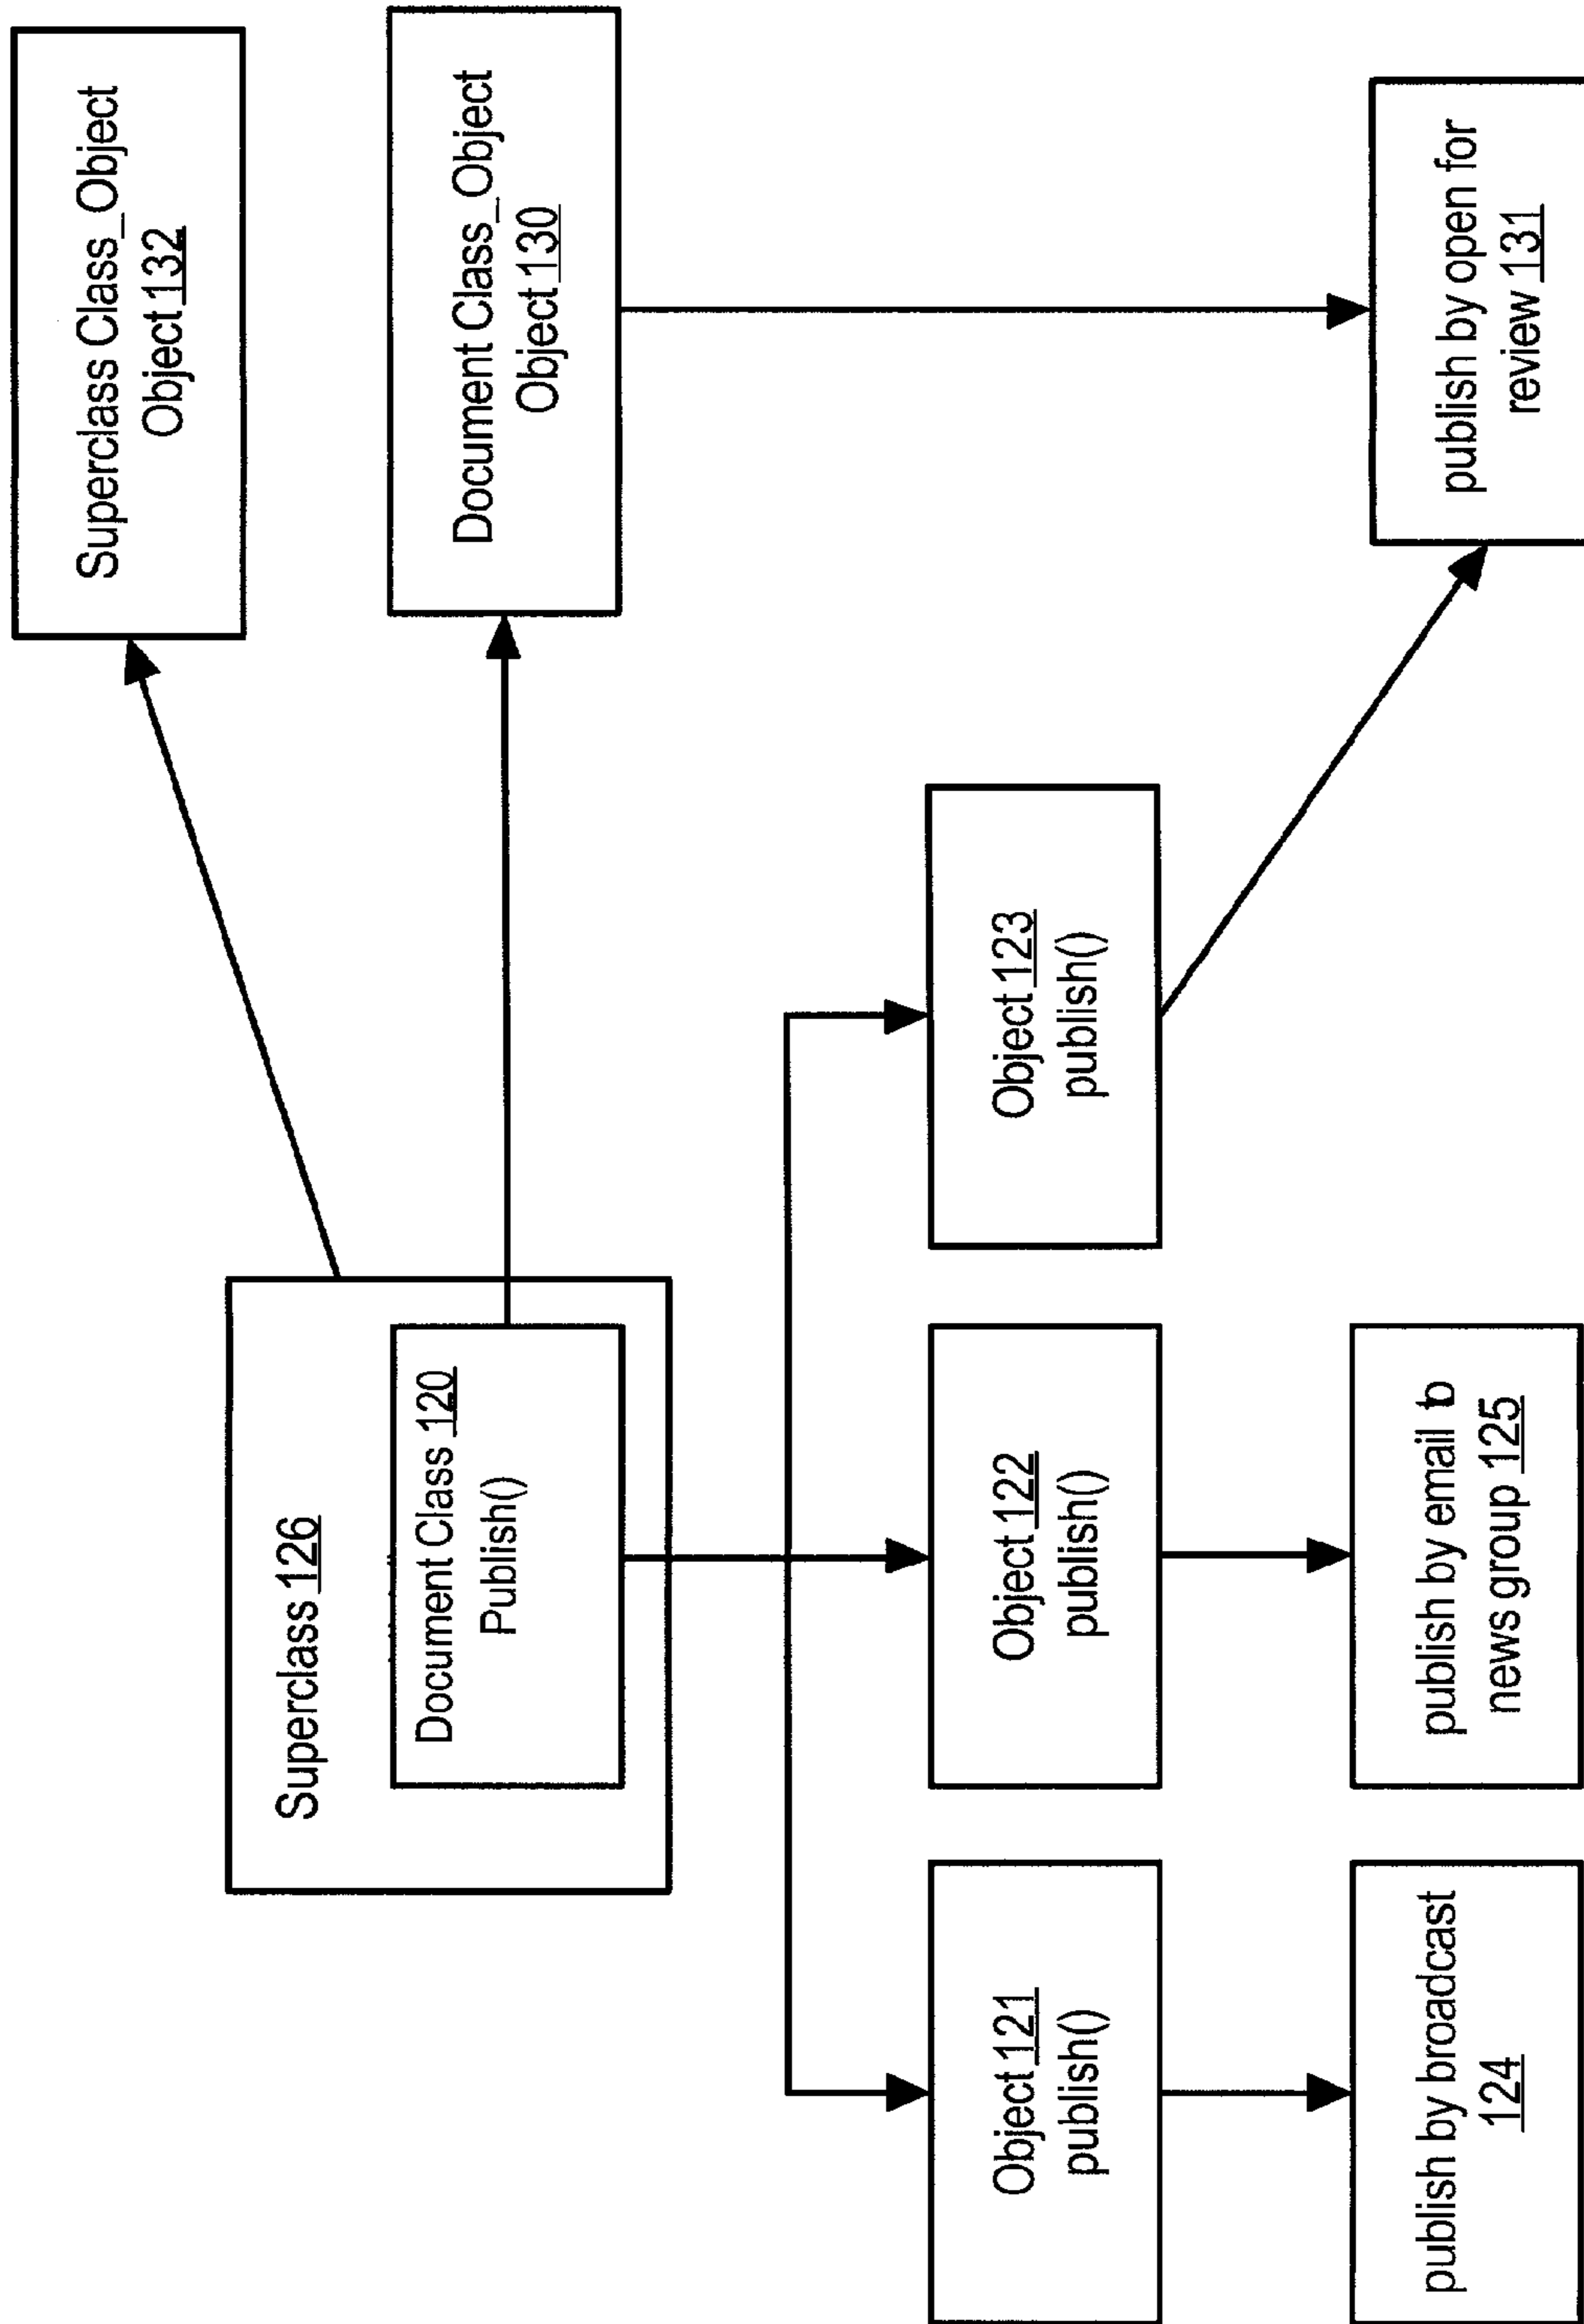 Superclass Class_Object
Object 132
Superclass 126
Document Class 120
Publish()
Document Class_Object
Object 130
Object 121
publish()
Object 122
publish()
Object 123
publish()
publish by broadcast
124
publish by email to
news group 125
publish by open for
review 131